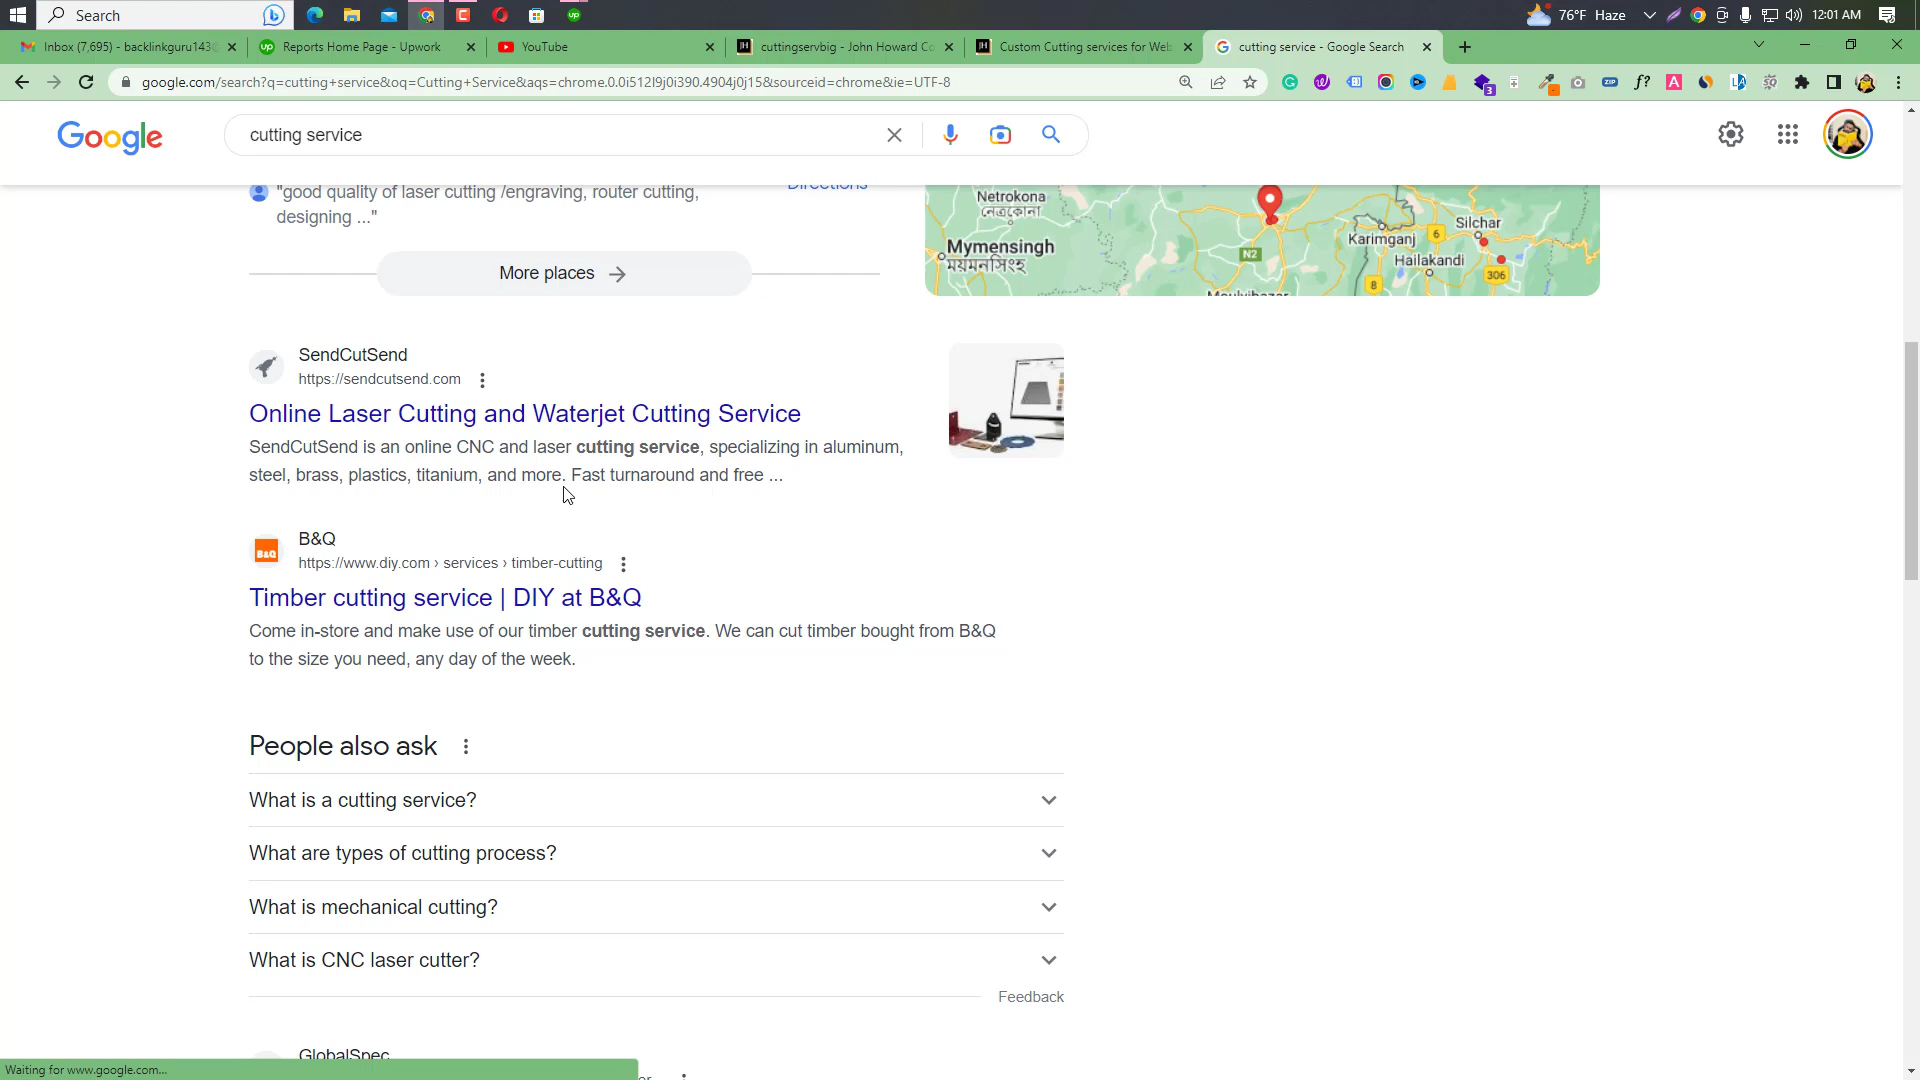 Search
76°F Haze
12:01 AM
Inbox (7,695) - backlinkguru143
Reports Home Page - Upwork
YouTube
cuttingservbig - John Howard Co
Custom Cutting services for Web
cutting service - Google Search
google.com/search?q=cutting+service&oq=Cutting+Service&aqs=chrome.0.0i512l9j0i390.4904j0j15&sourceid=chrome&ie=UTF-8
Google
cutting service
"good quality of laser cutting /engraving, router cutting,
designing ..."
Directions
More places
Netrokona
নেত্রকোনা
Mymensingh
ময়মনসিংহ
N2
Karimganj
6
Silchar
Hailakandi
306
8
Moulvibazar
SendCutSend
https://sendcutsend.com
Online Laser Cutting and Waterjet Cutting Service
SendCutSend is an online CNC and laser cutting service, specializing in aluminum,
steel, brass, plastics, titanium, and more. Fast turnaround and free ...
B&Q
B&Q
https://www.diy.com › services › timber-cutting
Timber cutting service | DIY at B&Q
Come in-store and make use of our timber cutting service. We can cut timber bought from B&Q
to the size you need, any day of the week.
People also ask
What is a cutting service?
What are types of cutting process?
What is mechanical cutting?
What is CNC laser cutter?
Feedback
GlobalSpec
Waiting for www.google.com...